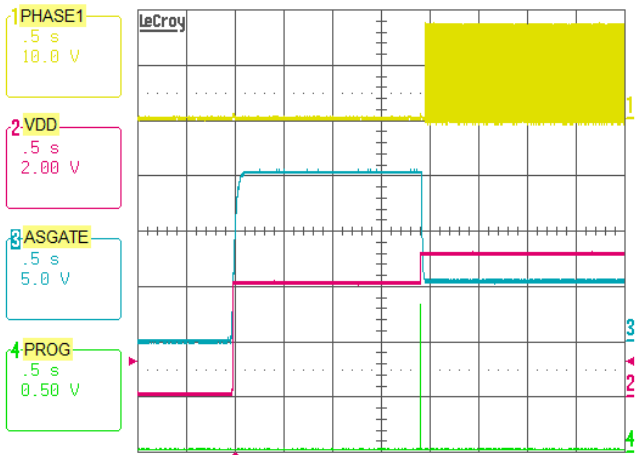 1 PHASE1
.5 s
10.0 V
2 VDD
.5 s
2.00 V
3 ASGATE
.5 s
5.0 V
4 PROG
.5 s
0.50 V
LeCroy
1
3
2
4